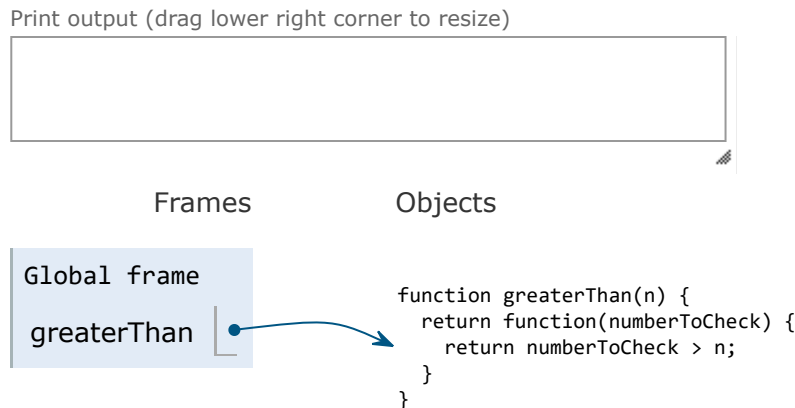 Print output (drag lower right corner to resize)
Frames
Objects
Global frame
greaterThan
function greaterThan(n) {
  return function(numberToCheck) {
    return numberToCheck > n;
  }
}